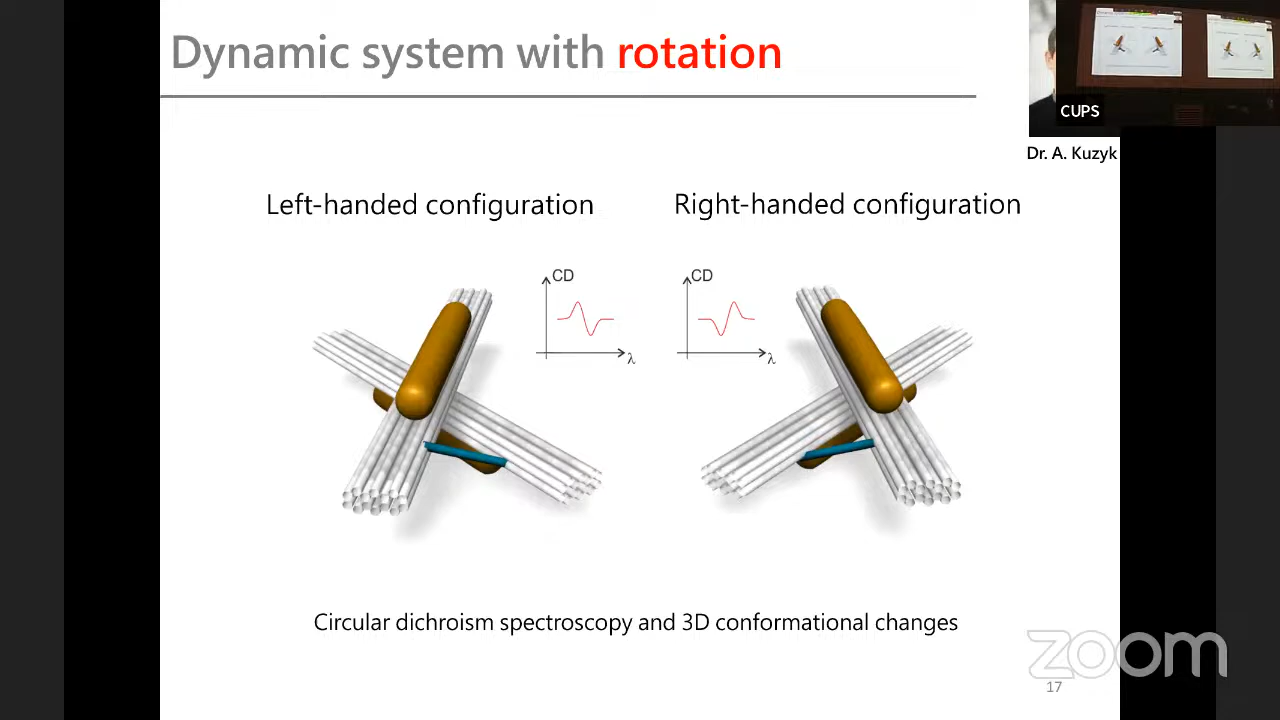 Dynamic system with rotation
CUPS
Dr. A. Kuzyk
Left-handed configuration
Right-handed configuration
CD
λ
CD
λ
Circular dichroism spectroscopy and 3D conformational changes
zoom
17